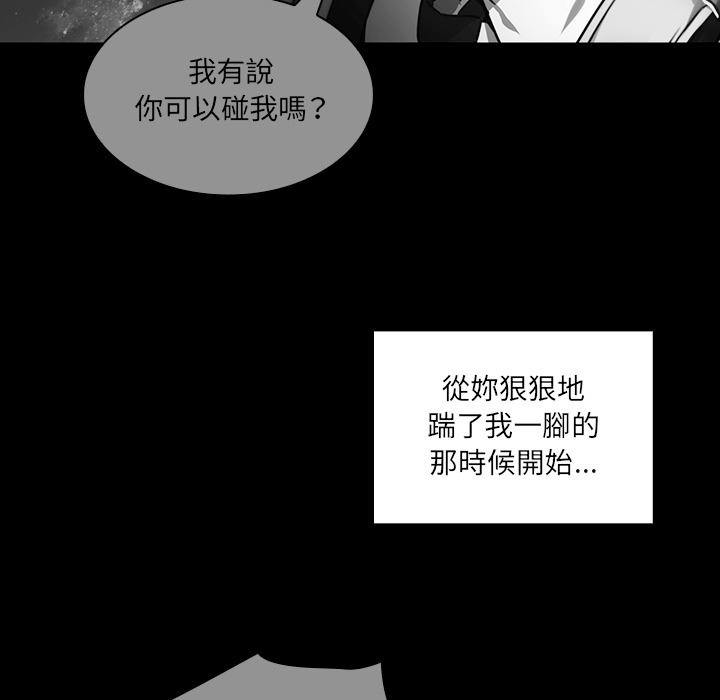 我有說
你可以碰我嗎？
從妳狠狠地
踹了我一腳的
那時候開始…